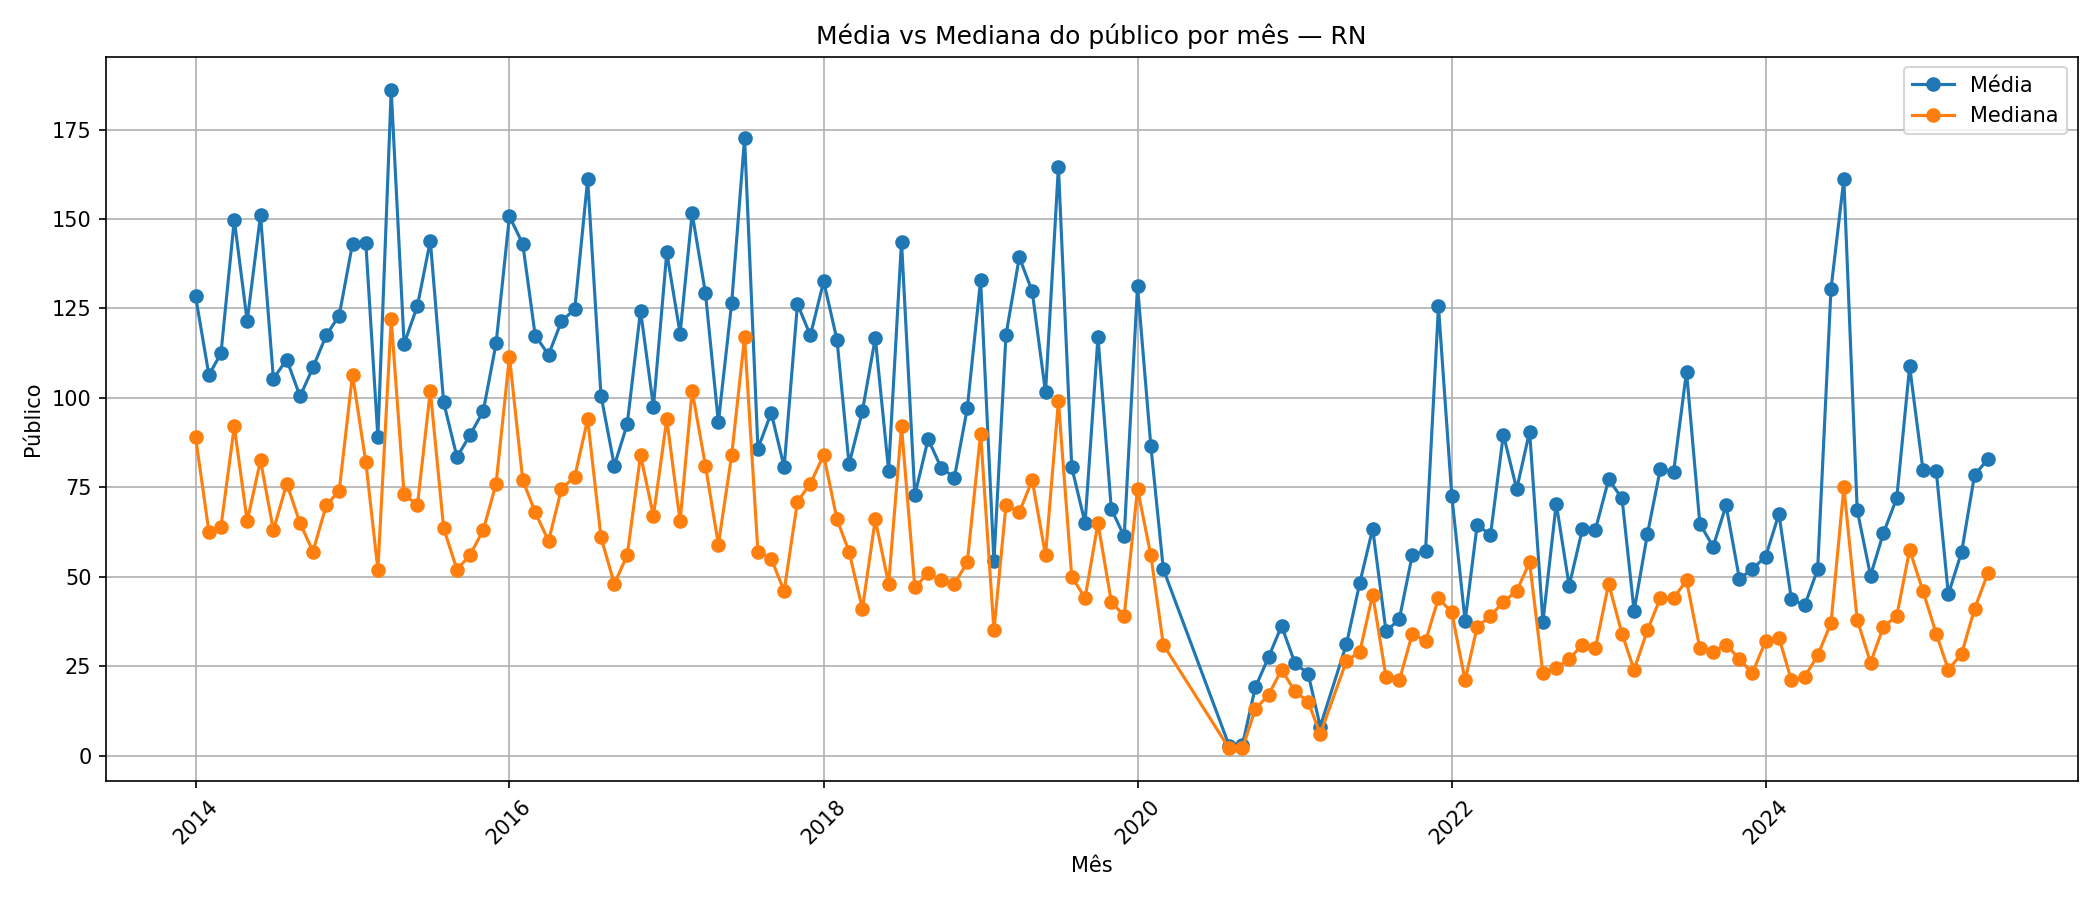 Média vs Mediana do público por mês — RN
Média
Mediana
175
150
125
100
75
50
25
0
Público
2014
2016
2018
2020
2022
2024
Mês